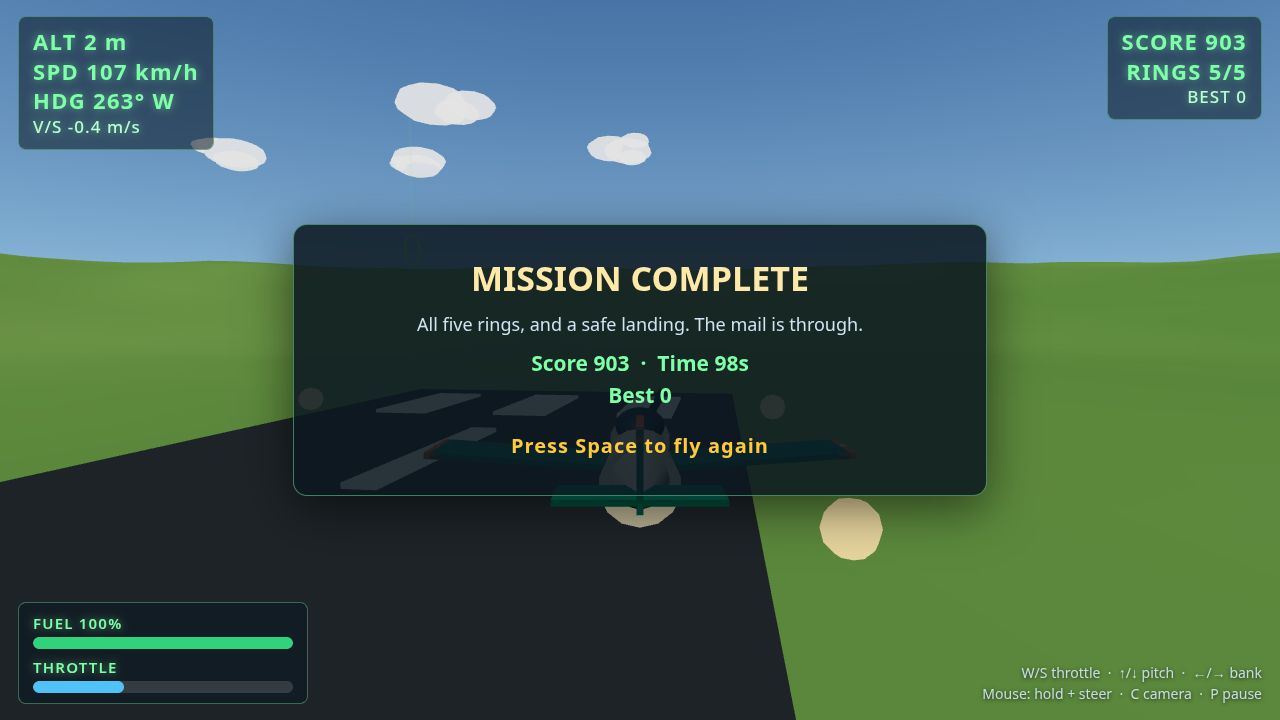 ALT 2 m
SPD 107 km/h
HDG 263° W
V/S -0.4 m/s
SCORE 903
RINGS 5/5
BEST 0
MISSION COMPLETE
All five rings, and a safe landing. The mail is through.
Score 903 · Time 98s
Best 0
Press Space to fly again
FUEL 100%
THROTTLE
W/S throttle · ↑/↓ pitch · ←/→ bank
Mouse: hold + steer · C camera · P pause